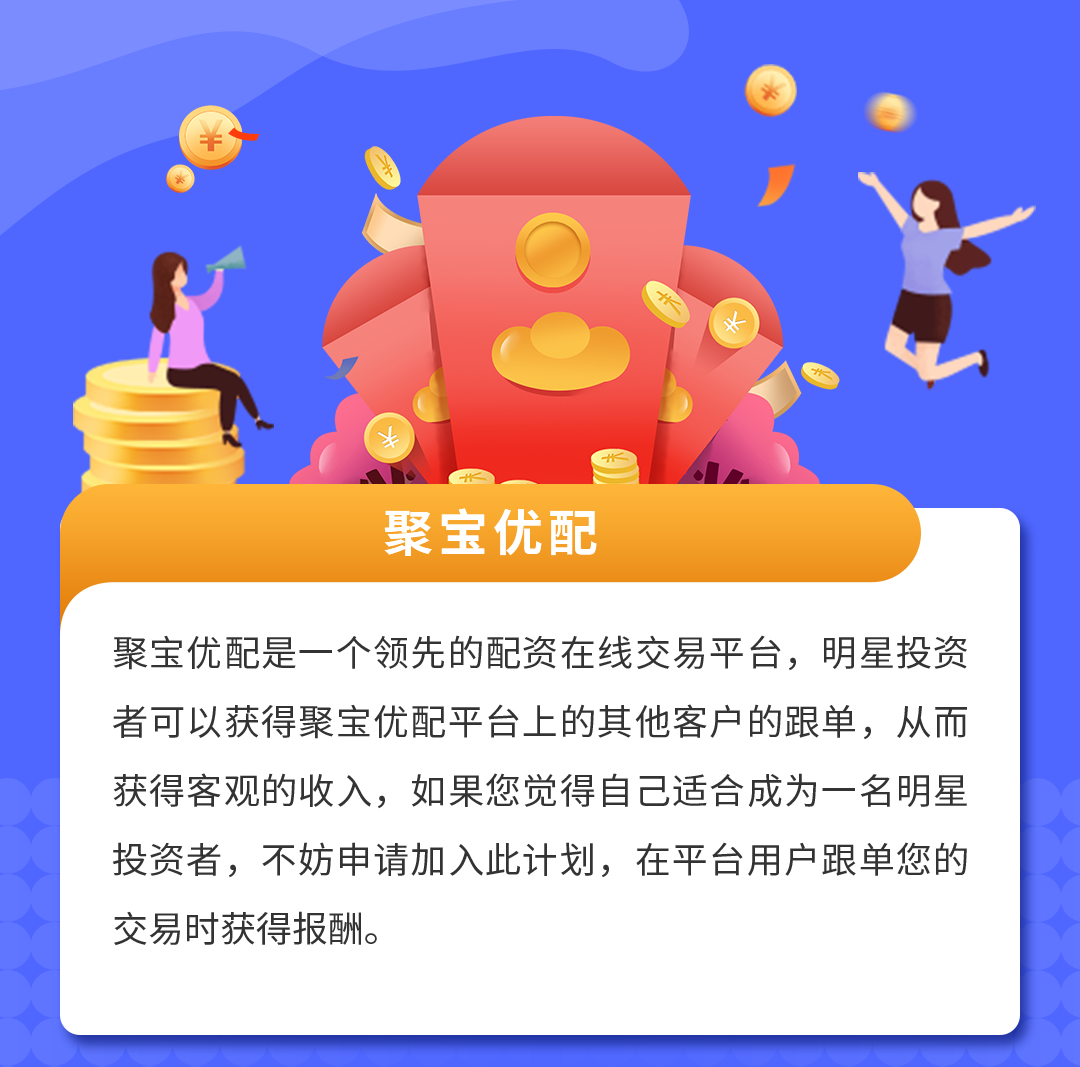 聚宝优配
聚宝优配是一个领先的配资在线交易平台，明星投资
者可以获得聚宝优配平台上的其他客户的跟单，从而
获得客观的收入，如果您觉得自己适合成为一名明星
投资者，不妨申请加入此计划，在平台用户跟单您的
交易时获得报酬。